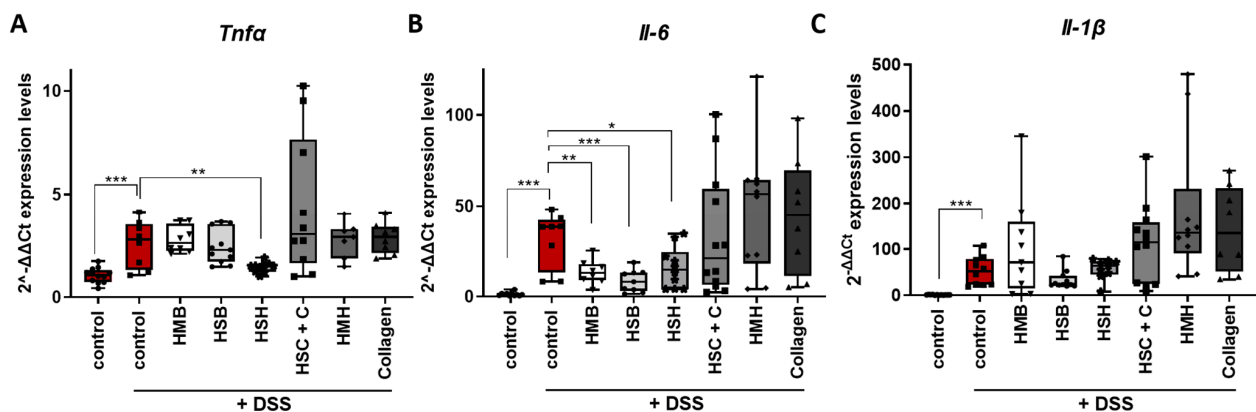 A
Tnfα
2^-ΔΔCt expression levels
10
5
0
***
**
control
control
HMB
HSB
HSH
HSC + C
HMH
Collagen
+ DSS
B
Il-6
2^-ΔΔCt expression levels
100
50
0
***
**
***
*
control
control
HMB
HSB
HSH
HSC + C
HMH
Collagen
+ DSS
C
Il-1β
2-ΔΔCt expression levels
500
400
300
200
100
0
***
control
control
HMB
HSB
HSH
HSC + C
HMH
Collagen
+ DSS